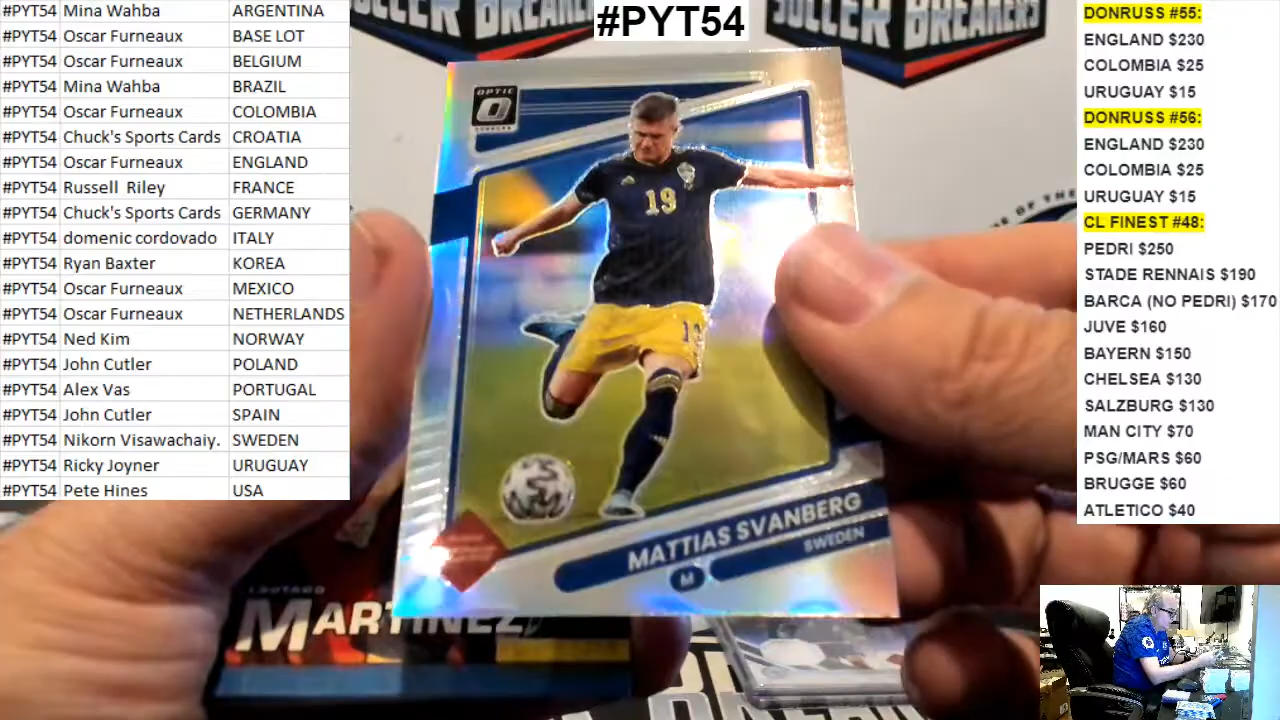 #PYT54 Mina Wahba ARGENTINA
#PYT54 Oscar Furneaux BASE LOT
#PYT54 Oscar Furneaux BELGIUM
#PYT54 Mina Wahba BRAZIL
#PYT54 Oscar Furneaux COLOMBIA
#PYT54 Chuck's Sports Cards CROATIA
#PYT54 Oscar Furneaux ENGLAND
#PYT54 Russell Riley FRANCE
#PYT54 Chuck's Sports Cards GERMANY
#PYT54 domenic cordovado ITALY
#PYT54 Ryan Baxter KOREA
#PYT54 Oscar Furneaux MEXICO
#PYT54 Oscar Furneaux NETHERLANDS
#PYT54 Ned Kim NORWAY
#PYT54 John Cutler POLAND
#PYT54 Alex Vas PORTUGAL
#PYT54 John Cutler SPAIN
#PYT54 Nikorn Visawachaiy. SWEDEN
#PYT54 Ricky Joyner URUGUAY
#PYT54 Pete Hines USA
#PYT54
SOCCER BREAKERS
SOCCER BREAKERS
OPTIC
19
MATTIAS SVANBERG
SWEDEN
M
LAUTARO
MARTINEZ
DONRUSS #55:
ENGLAND $230
COLOMBIA $25
URUGUAY $15
DONRUSS #56:
ENGLAND $230
COLOMBIA $25
URUGUAY $15
CL FINEST #48:
PEDRI $250
STADE RENNAIS $190
BARCA (NO PEDRI) $170
JUVE $160
BAYERN $150
CHELSEA $130
SALZBURG $130
MAN CITY $70
PSG/MARS $60
BRUGGE $60
ATLETICO $40